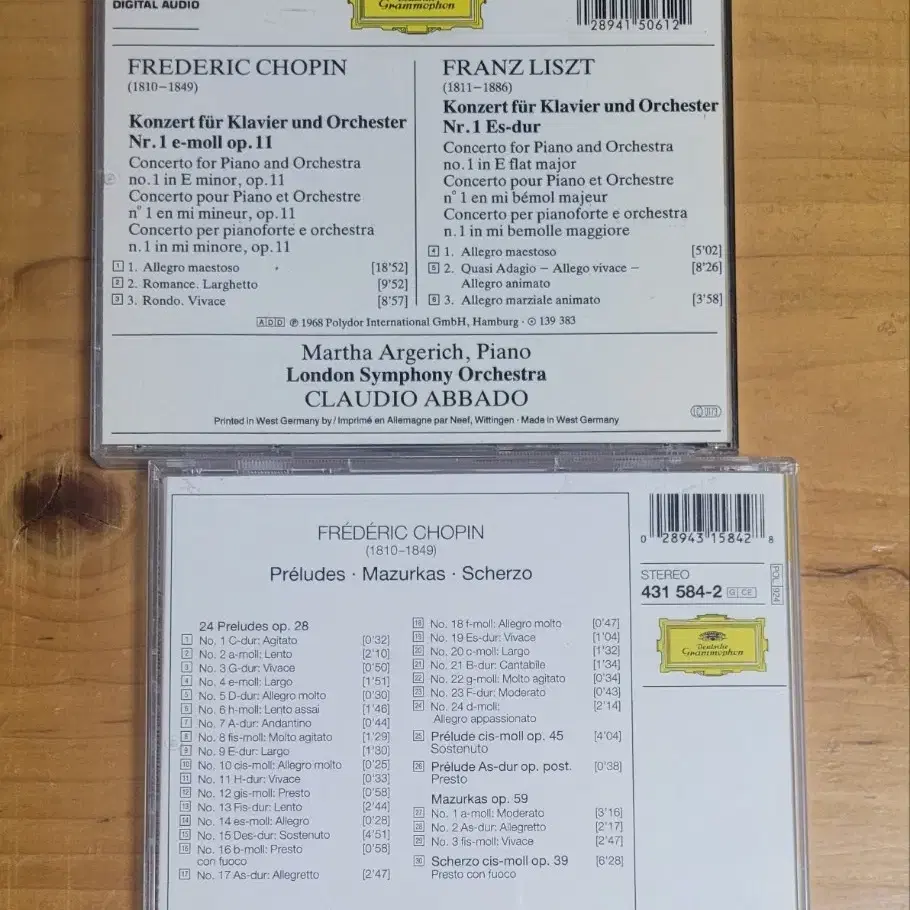 DIGITAL AUDIO
Deutsche
Grammophon
28941 50612
FREDERIC CHOPIN
(1810–1849)
Konzert für Klavier und Orchester
Nr. 1 e-moll op. 11
Concerto for Piano and Orchestra
no. 1 in E minor, op. 11
Concerto pour Piano et Orchestre
n° 1 en mi mineur, op. 11
Concerto per pianoforte e orchestra
n. 1 in mi minore, op. 11
1 1. Allegro maestoso [18'52]
2 2. Romance. Larghetto [9'52]
3 3. Rondo. Vivace [8'57]
FRANZ LISZT
(1811–1886)
Konzert für Klavier und Orchester
Nr. 1 Es-dur
Concerto for Piano and Orchestra
no. 1 in E flat major
Concerto pour Piano et Orchestre
n° 1 en mi bémol majeur
Concerto per pianoforte e orchestra
n. 1 in mi bemolle maggiore
4 1. Allegro maestoso [5'02]
5 2. Quasi Adagio – Allego vivace – [8'26]
Allegro animato
6 3. Allegro marziale animato [3'58]
ADD ℗ 1968 Polydor International GmbH, Hamburg · ⊙ 139 383
Martha Argerich, Piano
London Symphony Orchestra
CLAUDIO ABBADO
Printed in West Germany by / Imprimé en Allemagne par Neef, Wittingen · Made in West Germany
FRÉDÉRIC CHOPIN
(1810–1849)
Préludes · Mazurkas · Scherzo
24 Preludes op. 28
1 No. 1 C-dur: Agitato [0'32]
2 No. 2 a-moll: Lento [2'10]
3 No. 3 G-dur: Vivace [0'50]
4 No. 4 e-moll: Largo [1'51]
5 No. 5 D-dur: Allegro molto [0'30]
6 No. 6 h-moll: Lento assai [1'46]
7 No. 7 A-dur: Andantino [0'44]
8 No. 8 fis-moll: Molto agitato [1'29]
9 No. 9 E-dur: Largo [1'30]
10 No. 10 cis-moll: Allegro molto [0'25]
11 No. 11 H-dur: Vivace [0'33]
12 No. 12 gis-moll: Presto [0'58]
13 No. 13 Fis-dur: Lento [2'44]
14 No. 14 es-moll: Allegro [0'28]
15 No. 15 Des-dur: Sostenuto [4'51]
16 No. 16 b-moll: Presto [0'58]
con fuoco
17 No. 17 As-dur: Allegretto [2'47]
18 No. 18 f-moll: Allegro molto [0'47]
19 No. 19 Es-dur: Vivace [1'04]
20 No. 20 c-moll: Largo [1'32]
21 No. 21 B-dur: Cantabile [1'34]
22 No. 22 g-moll: Molto agitato [0'34]
23 No. 23 F-dur: Moderato [0'43]
24 No. 24 d-moll: [2'14]
Allegro appassionato
25 Prélude cis-moll op. 45 [4'04]
Sostenuto
26 Prélude As-dur op. post. [0'38]
Presto
Mazurkas op. 59
27 No. 1 a-moll: Moderato [3'16]
28 No. 2 As-dur: Allegretto [2'17]
29 No. 3 fis-moll: Vivace [2'47]
30 Scherzo cis-moll op. 39 [6'28]
Presto con fuoco
0 28943 15842 8
STEREO
431 584-2 G CE
POL 924
Deutsche
Grammophon